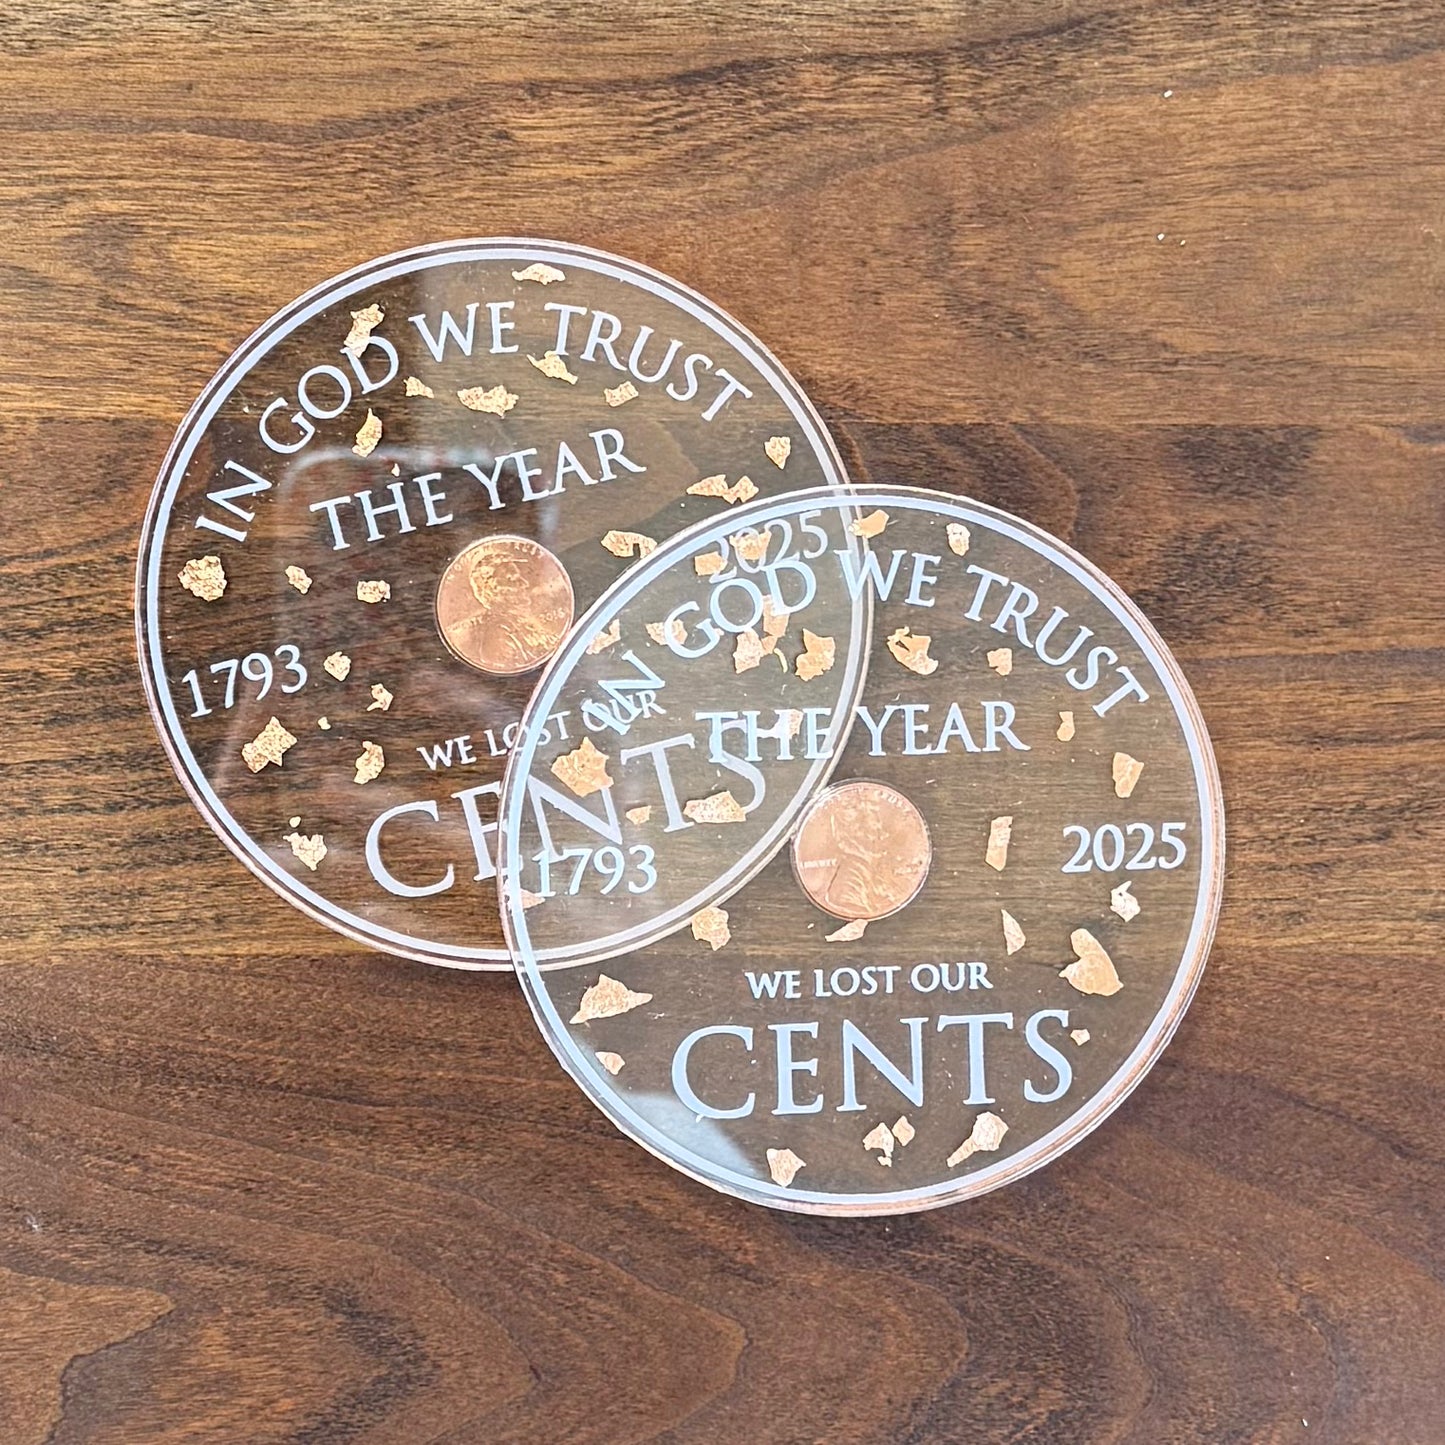 IN GOD WE TRUST
THE YEAR
1793
2025
WE LOST OUR
CENTS
IN GOD WE TRUST
THE YEAR
LIBERTY
1793
2025
WE LOST OUR
CENTS